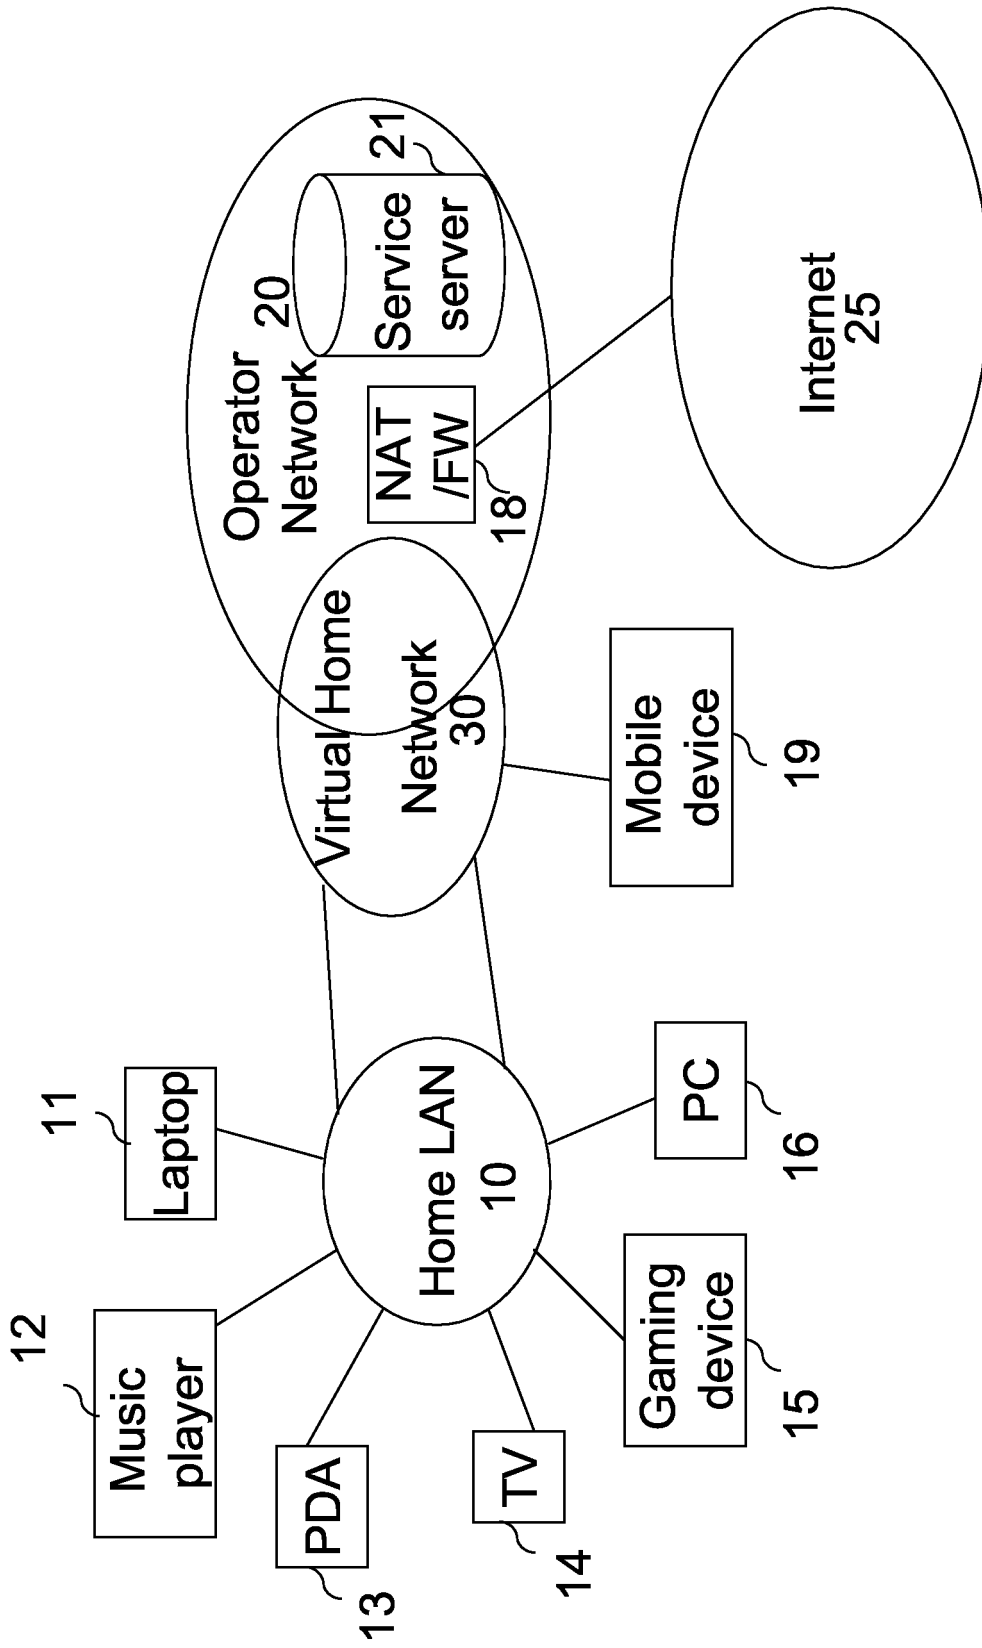 12
Music
player
11
Laptop
13
PDA
14
TV
Home LAN
10
15
Gaming
device
16
PC
Virtual Home
Network
30
19
Mobile
device
Operator
Network
20
NAT
/FW
18
Service
server
21
Internet
25